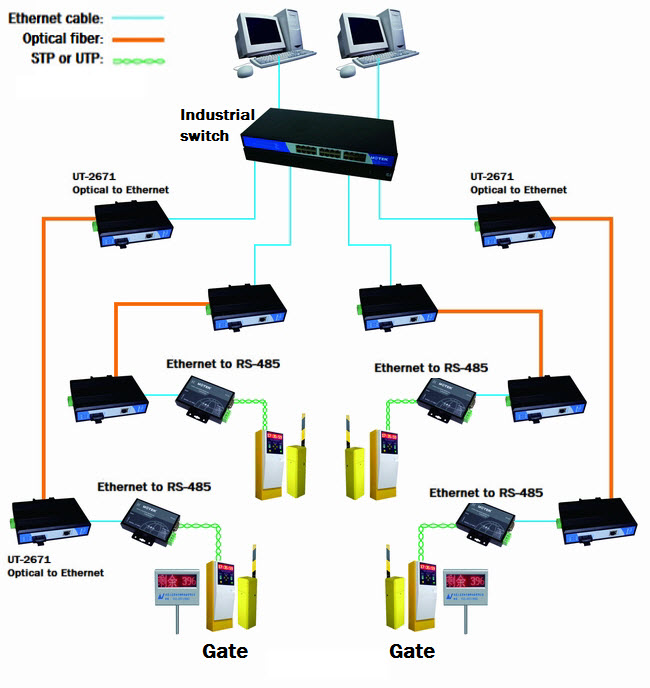 Ethernet cable:
Optical fiber:
STP or UTP:
Industrial
switch
UT-2671
Optical to Ethernet
UT-2671
Optical to Ethernet
Ethernet to RS-485
Ethernet to RS-485
Ethernet to RS-485
Ethernet to RS-485
UT-2671
Optical to Ethernet
剩余 3%
剩余 3%
Gate
Gate